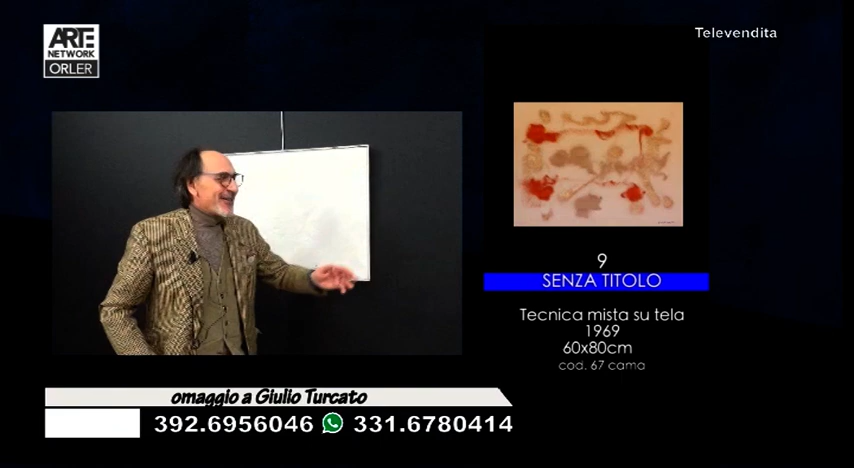 ARTE
NETWORK
ORLER
Televendita
9
SENZA TITOLO
Tecnica mista su tela
1969
60x80cm
cod. 67 cama
omaggio a Giulio Turcato
392.6956046 331.6780414